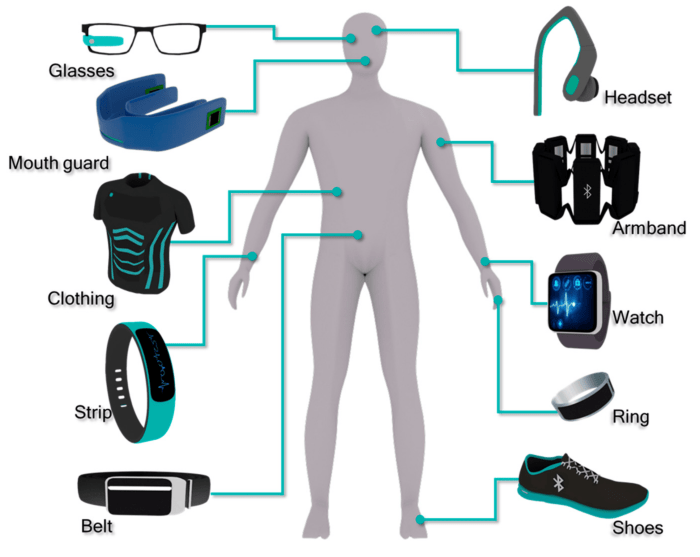 Glasses
Headset
Mouth guard
Armband
Clothing
Watch
Strip
Ring
Belt
Shoes